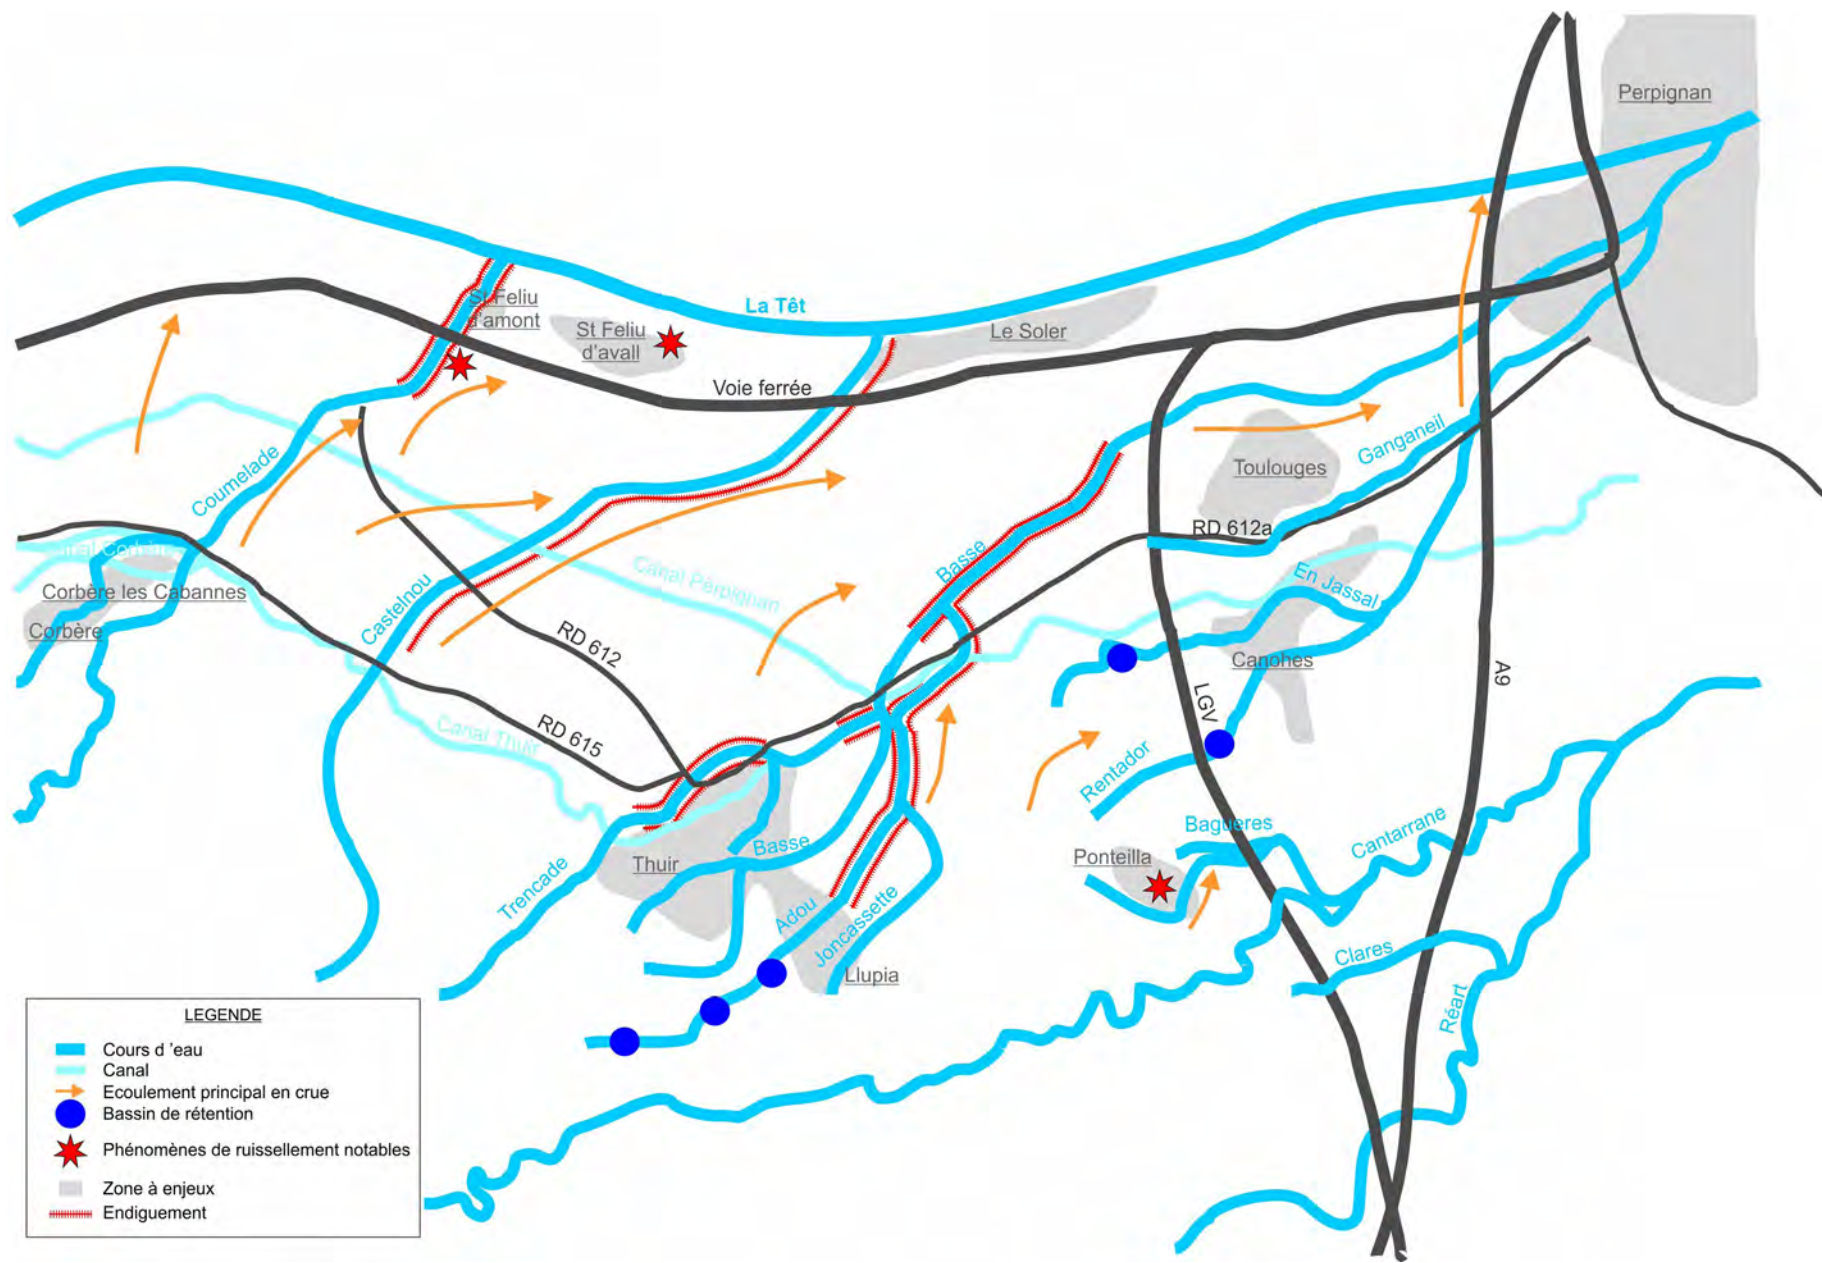 Perpignan
St Feliu
d'amont
St Feliu
d'avall
La Têt
Le Soler
Voie ferrée
Coumelade
Toulouges
Ganganeil
RD 612a
Canal Corbère
Corbère les Cabannes
Corbère
Castelnou
Canal Perpignan
Basse
En Jassal
RD 612
Canohes
LGV
A9
Canal Thuir
RD 615
Rentador
Thuir
Basse
Bagueres
Cantarrane
Ponteilla
Trencade
Adou
Joncassette
Llupia
Clares
Réart
LEGENDE
Cours d 'eau
Canal
Ecoulement principal en crue
Bassin de rétention
Phénomènes de ruissellement notables
Zone à enjeux
Endiguement